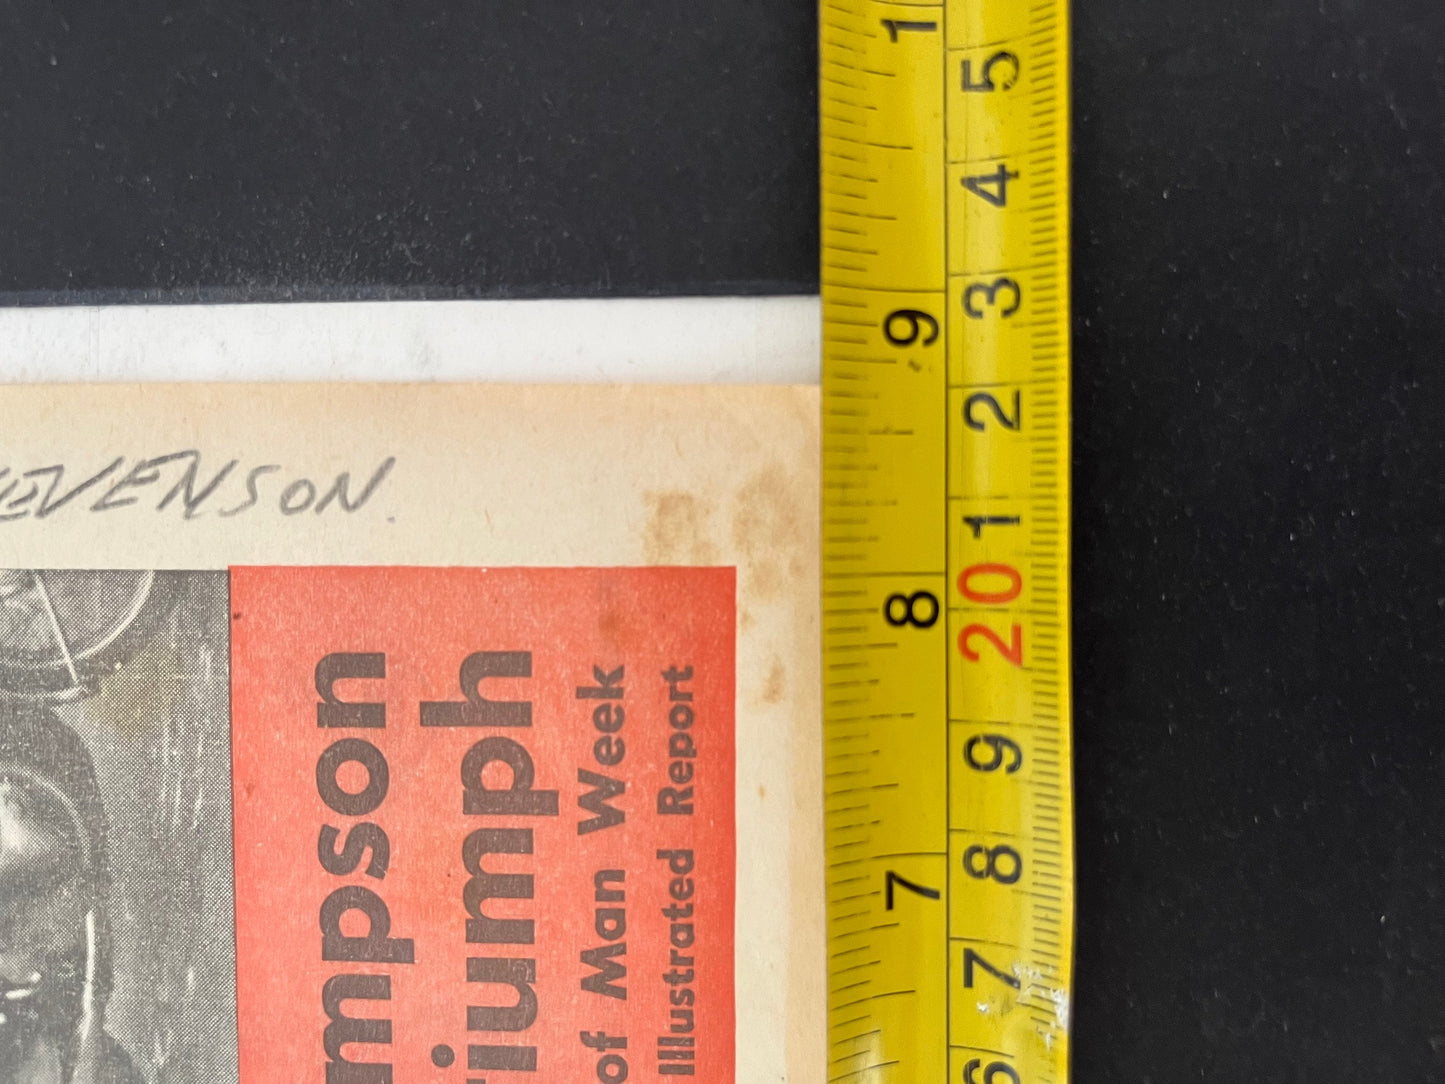 EVENSON.
mpson
riumph
of Man Week
Illustrated Report
1
9
8
7
5
4
3
2
1
20
9
8
7
6